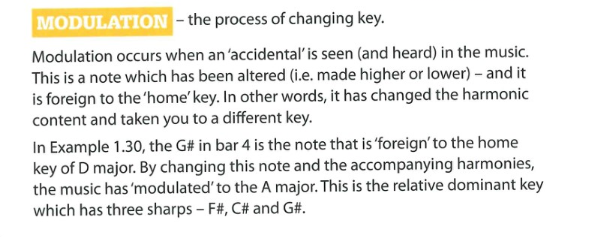 MODULATION – the process of changing key.
Modulation occurs when an ‘accidental’ is seen (and heard) in the music.
This is a note which has been altered (i.e. made higher or lower) – and it
is foreign to the ‘home’ key. In other words, it has changed the harmonic
content and taken you to a different key.
In Example 1.30, the G# in bar 4 is the note that is ‘foreign’ to the home
key of D major. By changing this note and the accompanying harmonies,
the music has ‘modulated’ to the A major. This is the relative dominant key
which has three sharps – F#, C# and G#.